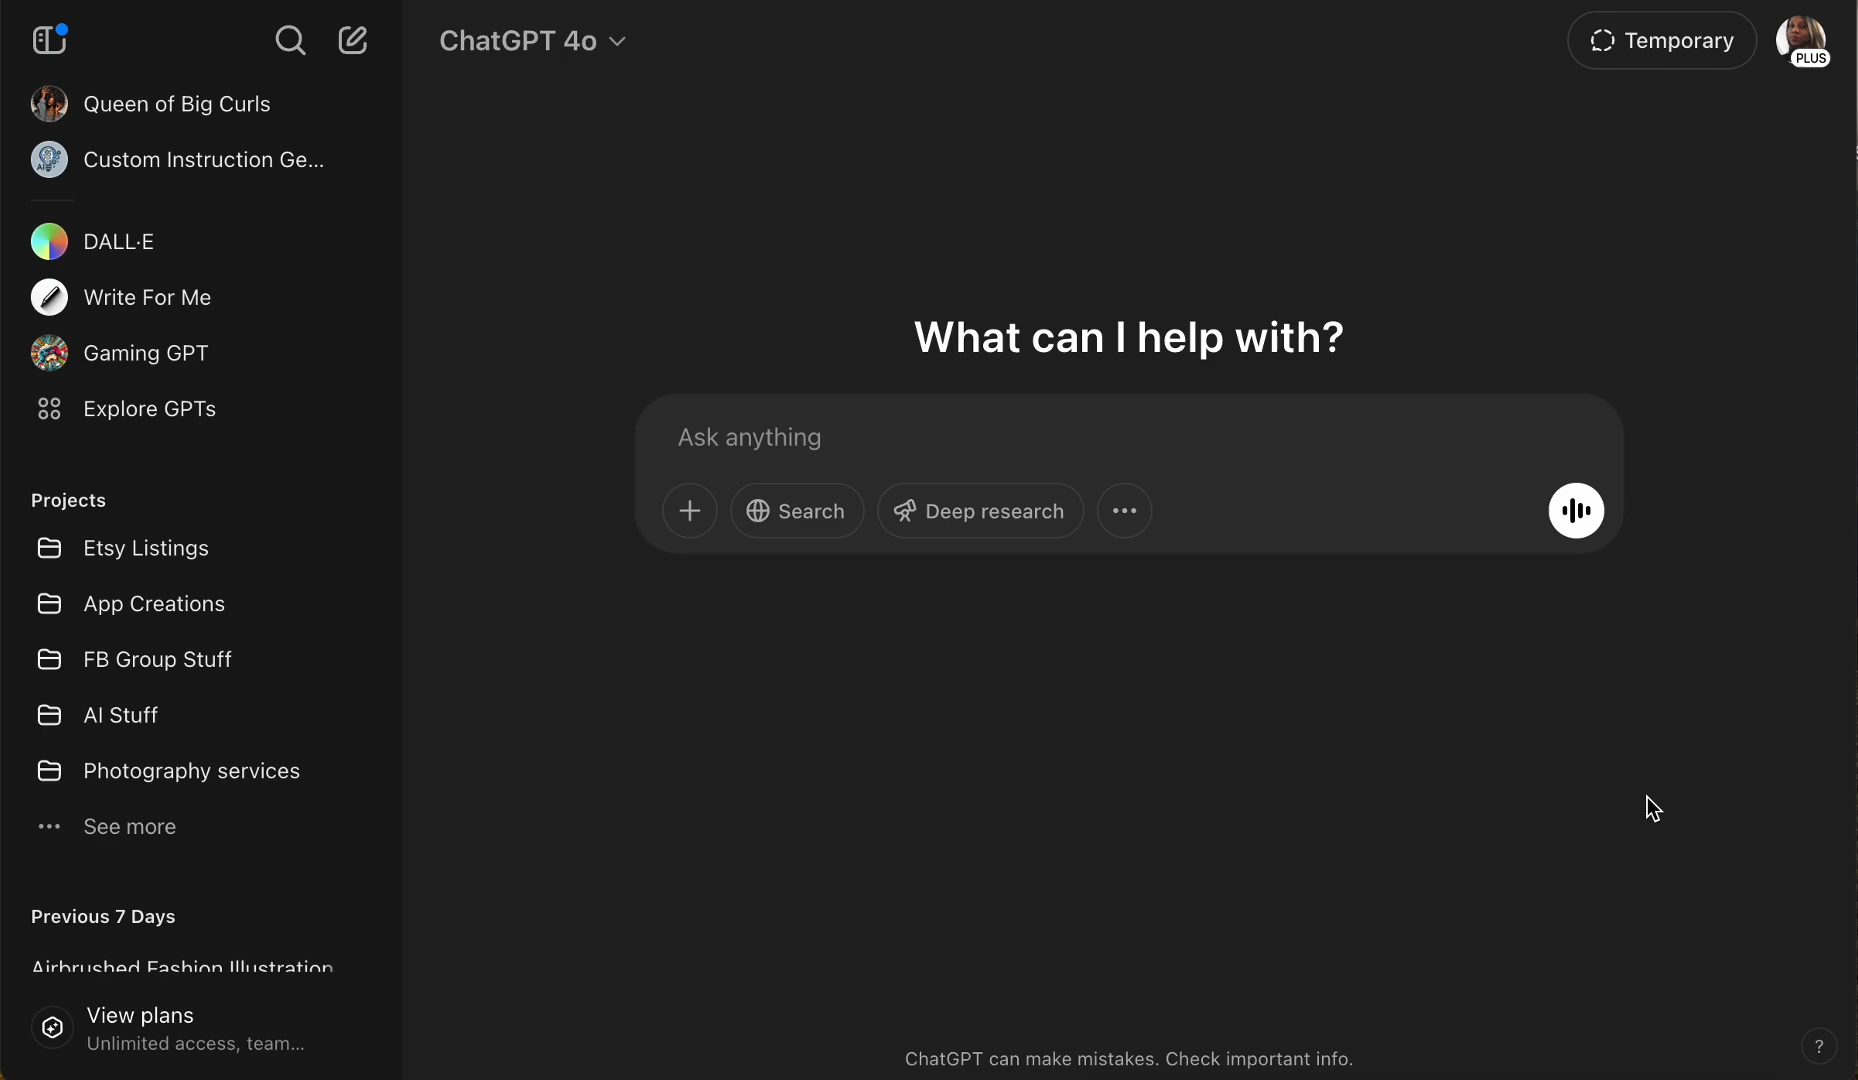 ChatGPT 4o
Temporary
PLUS
Queen of Big Curls
Custom Instruction Ge...
DALL·E
Write For Me
Gaming GPT
Explore GPTs
Projects
Etsy Listings
App Creations
FB Group Stuff
AI Stuff
Photography services
See more
Previous 7 Days
Airbrushed Fashion Illustration
View plans
Unlimited access, team...
What can I help with?
Ask anything
Search
Deep research
ChatGPT can make mistakes. Check important info.
?